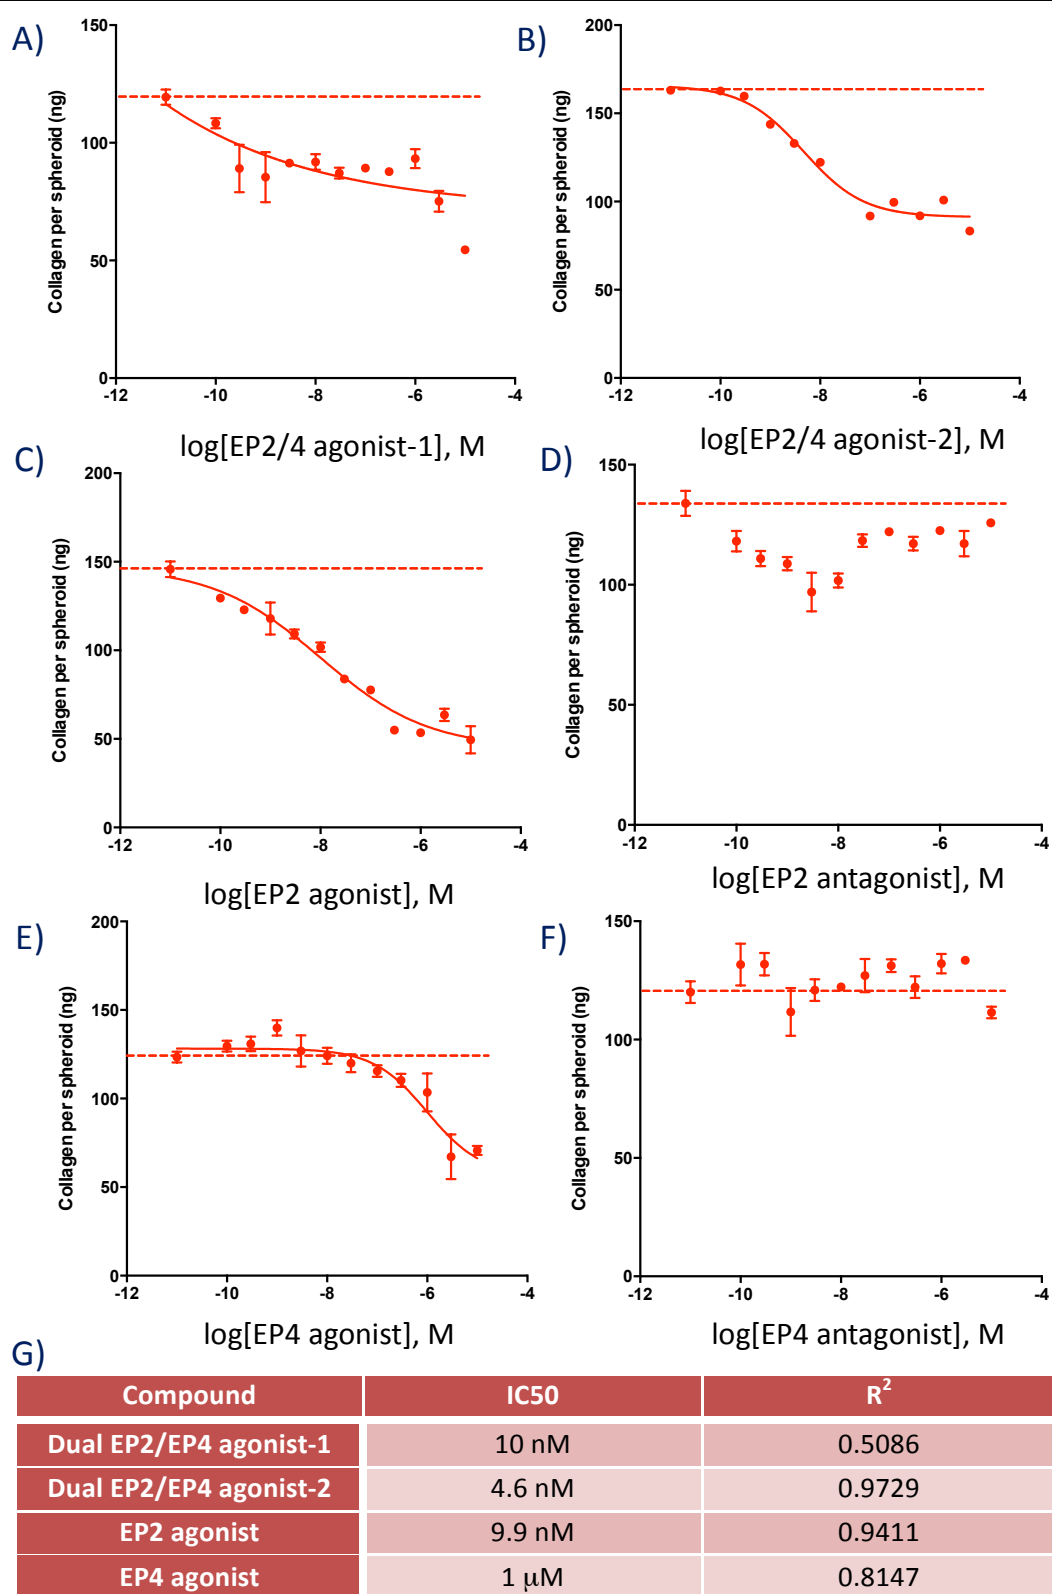 A)
150
100
50
0
Collagen per spheroid (ng)
-12 -10 -8 -6 -4
log[EP2/4 agonist-1], M
B)
200
150
100
50
0
Collagen per spheroid (ng)
-12 -10 -8 -6 -4
log[EP2/4 agonist-2], M
C)
200
150
100
50
0
Collagen per spheroid (ng)
-12 -10 -8 -6 -4
log[EP2 agonist], M
D)
150
100
50
0
Collagen per spheroid (ng)
-12 -10 -8 -6 -4
log[EP2 antagonist], M
E)
200
150
100
50
0
Collagen per spheroid (ng)
-12 -10 -8 -6 -4
log[EP4 agonist], M
F)
150
100
50
0
Collagen per spheroid (ng)
-12 -10 -8 -6 -4
log[EP4 antagonist], M
G)
Compound IC50 R²
Dual EP2/EP4 agonist-1 10 nM 0.5086
Dual EP2/EP4 agonist-2 4.6 nM 0.9729
EP2 agonist 9.9 nM 0.9411
EP4 agonist 1 μM 0.8147